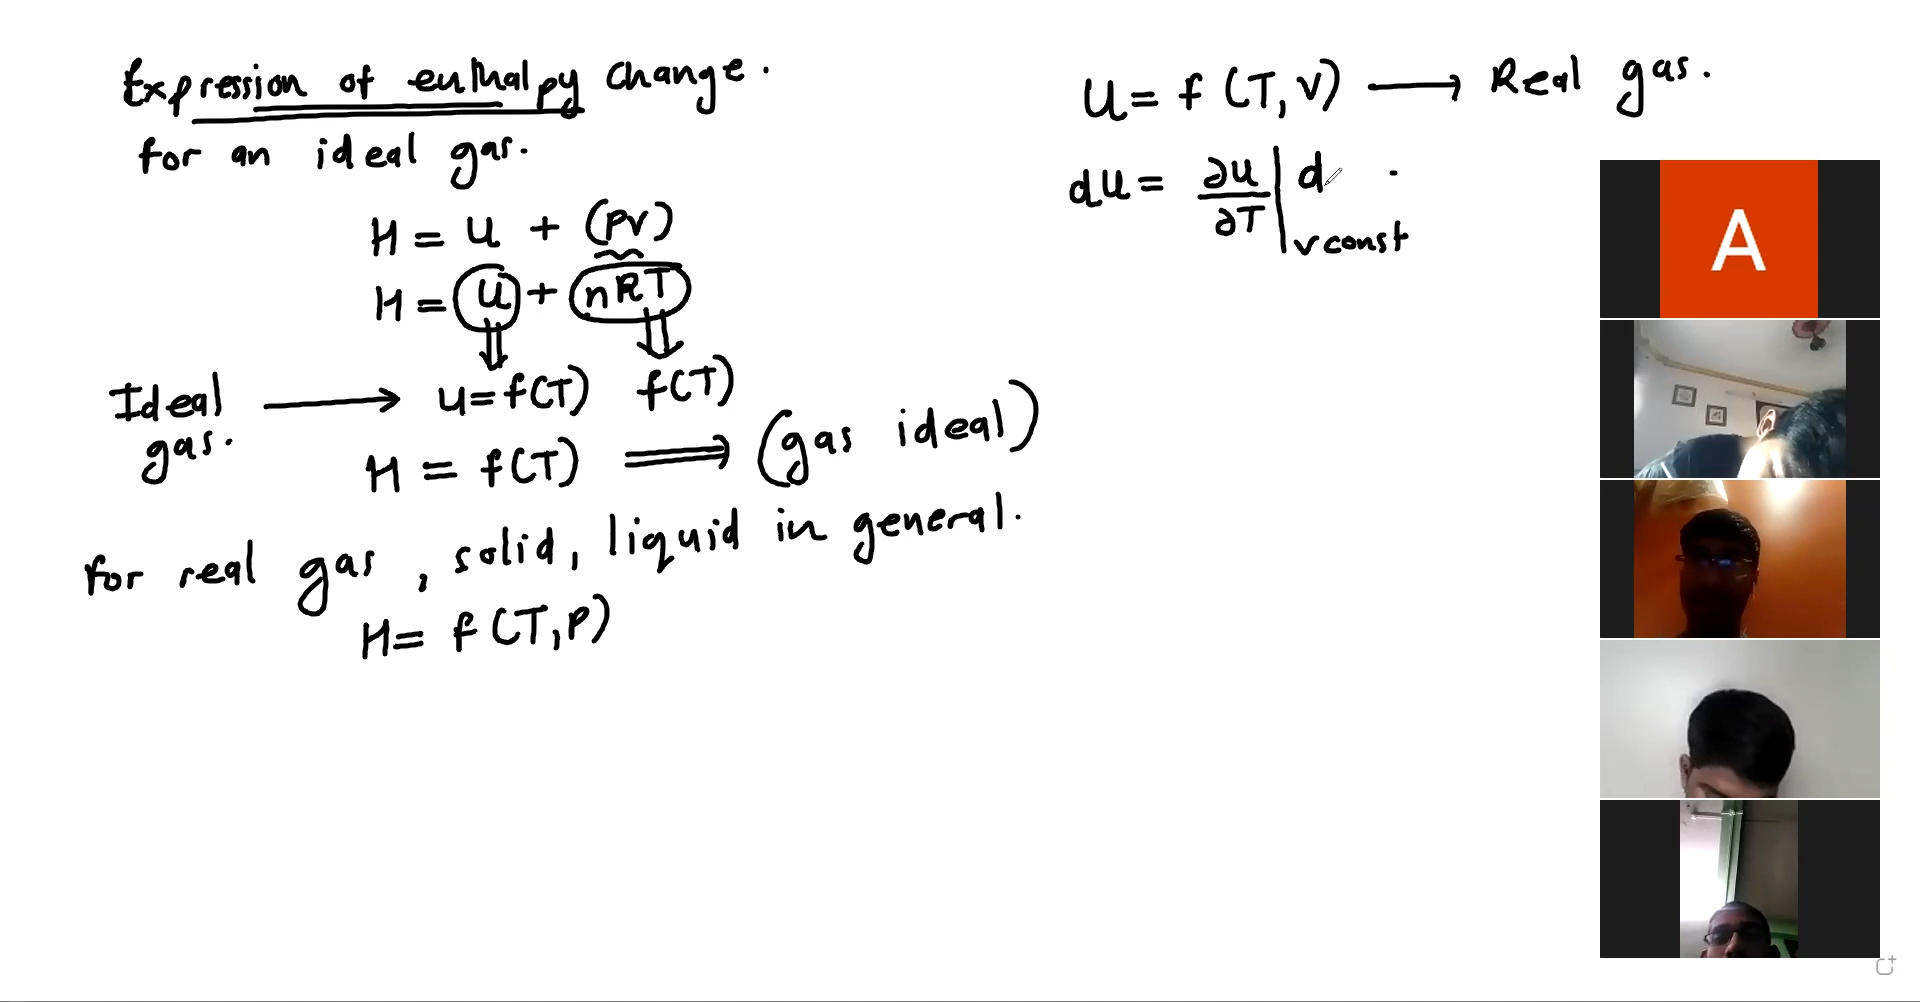 Expression of enthalpy change.
for an ideal gas.
H = U + (PV)
H = U + nRT
Ideal gas. → U = f(T) f(T)
H = f(T) ⟹ (gas ideal)
for real gas, solid, liquid in general.
H = f(T,P)
U = f(T,V) → Real gas.
dU = ∂U/∂T | V const d .
A